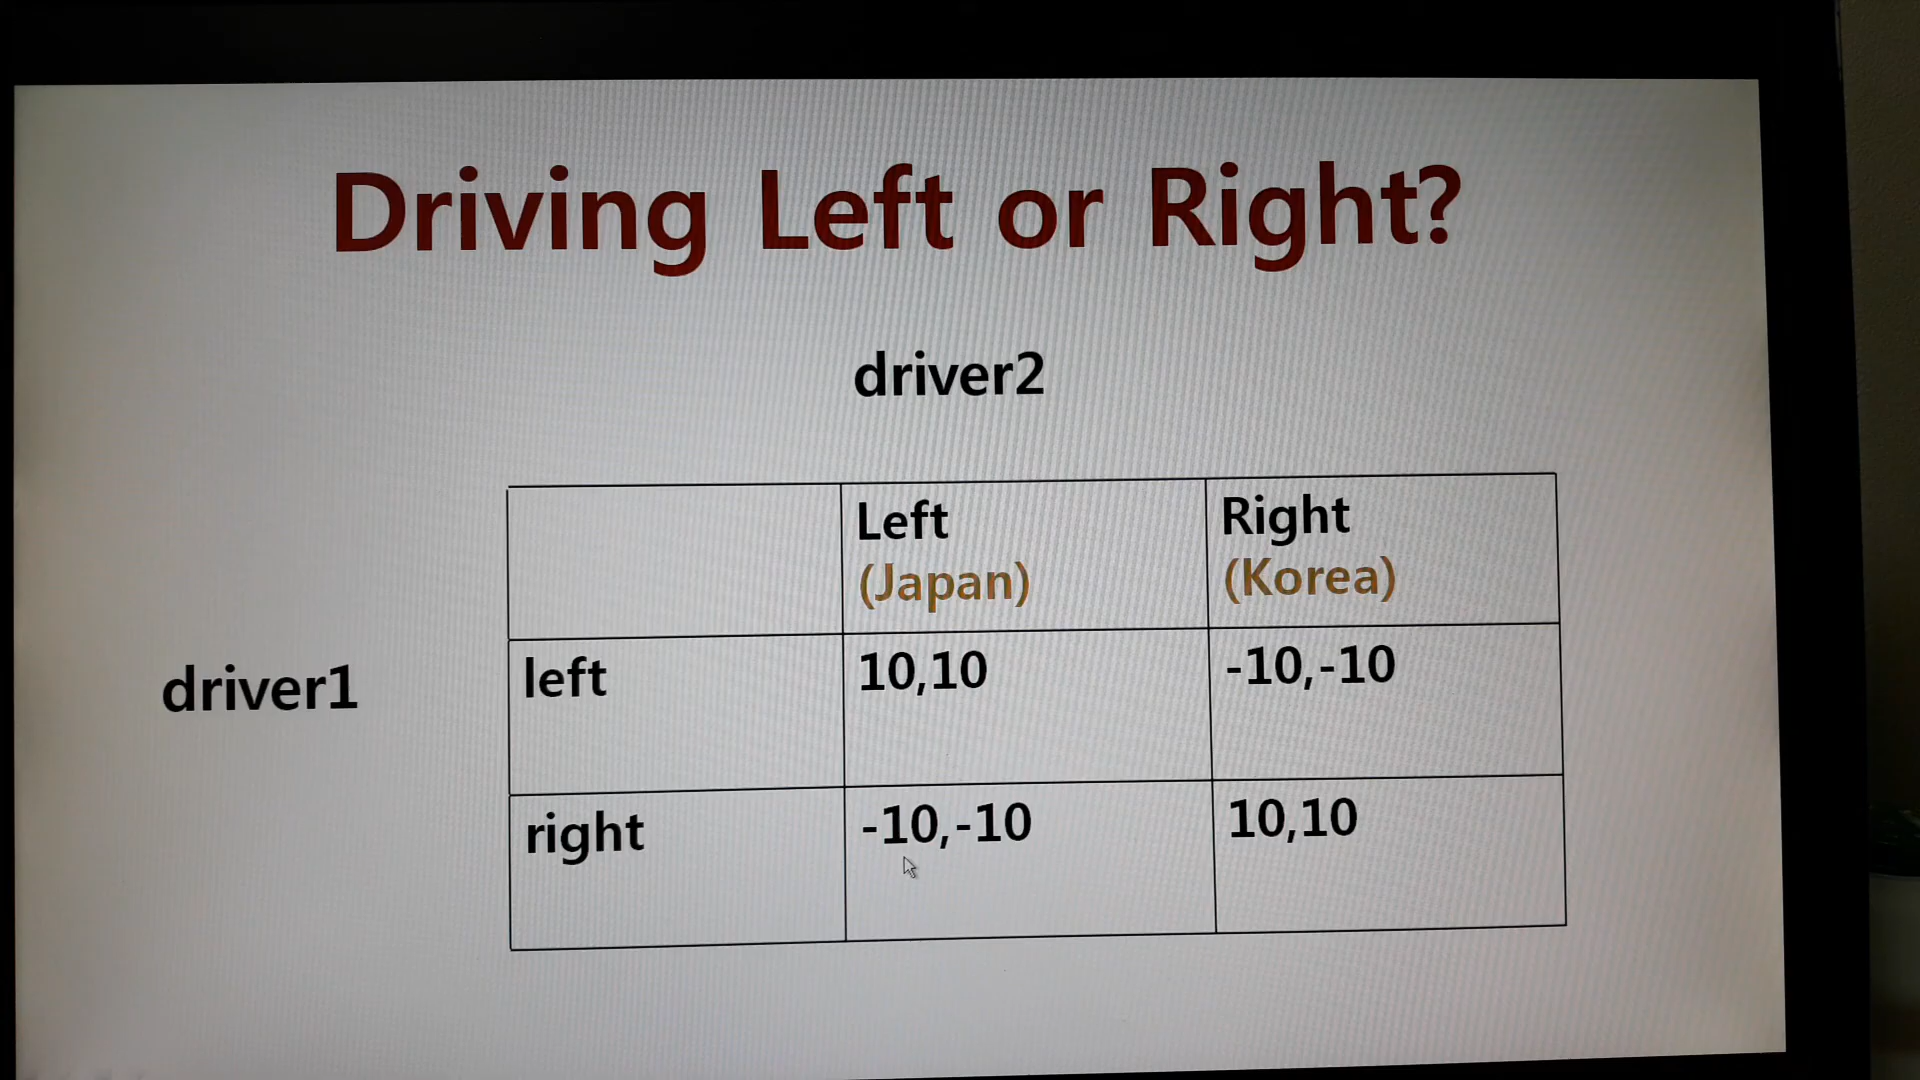 Driving Left or Right?
driver2
Left
(Japan)
Right
(Korea)
driver1
left
10,10
-10,-10
right
-10,-10
10,10